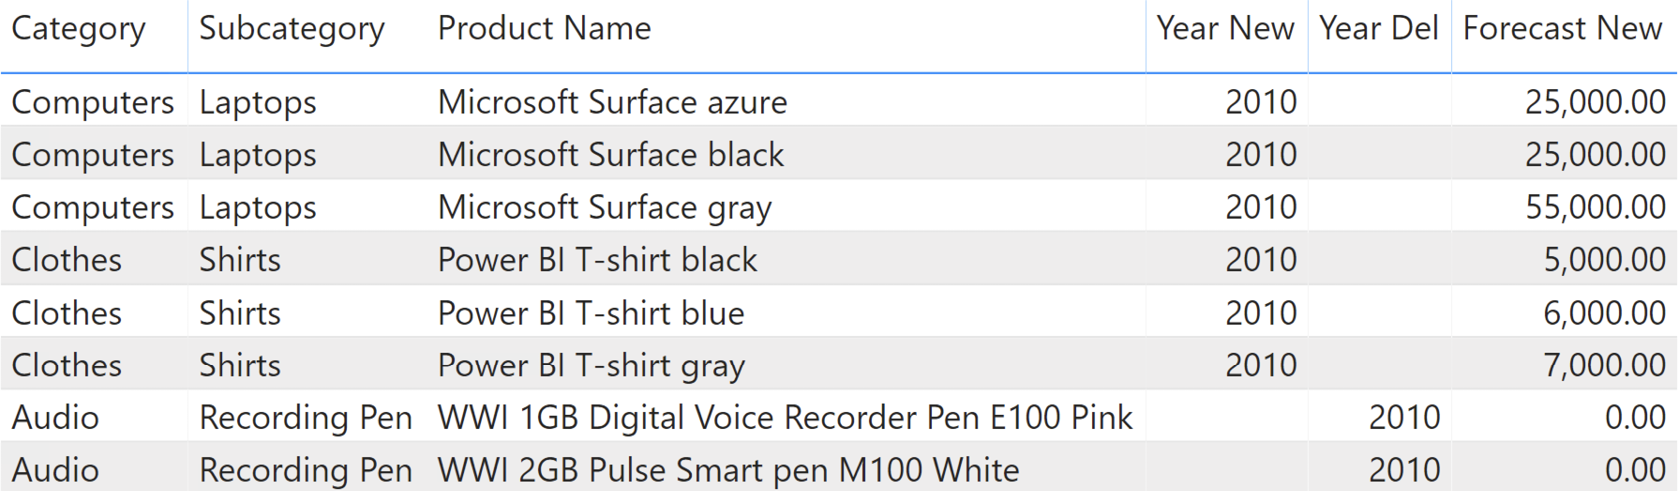 Category Subcategory Product Name Year New Year Del Forecast New
Computers Laptops Microsoft Surface azure 2010 25,000.00
Computers Laptops Microsoft Surface black 2010 25,000.00
Computers Laptops Microsoft Surface gray 2010 55,000.00
Clothes Shirts Power BI T-shirt black 2010 5,000.00
Clothes Shirts Power BI T-shirt blue 2010 6,000.00
Clothes Shirts Power BI T-shirt gray 2010 7,000.00
Audio Recording Pen WWI 1GB Digital Voice Recorder Pen E100 Pink 2010 0.00
Audio Recording Pen WWI 2GB Pulse Smart pen M100 White 2010 0.00